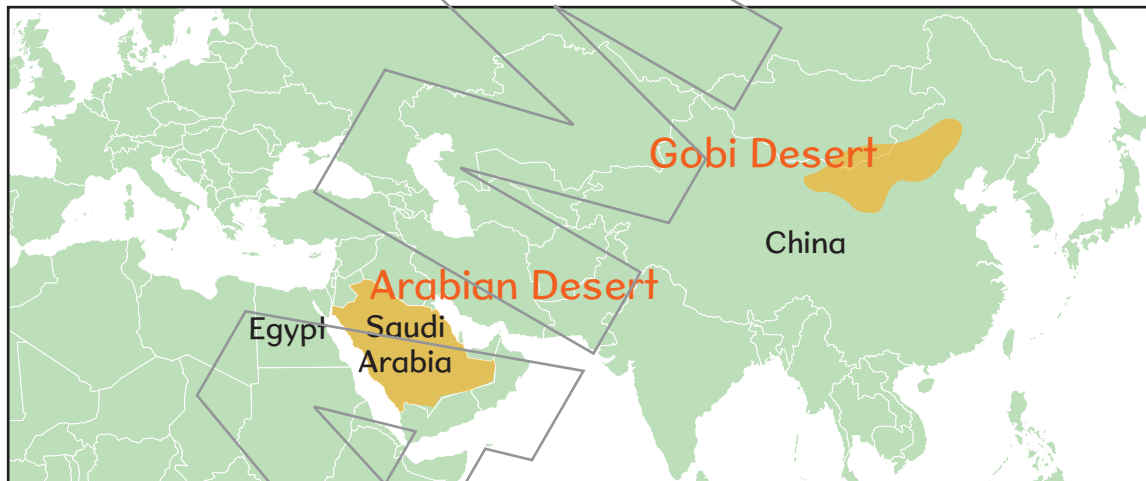 Gobi Desert
China
Arabian Desert
Egypt
Saudi
Arabia